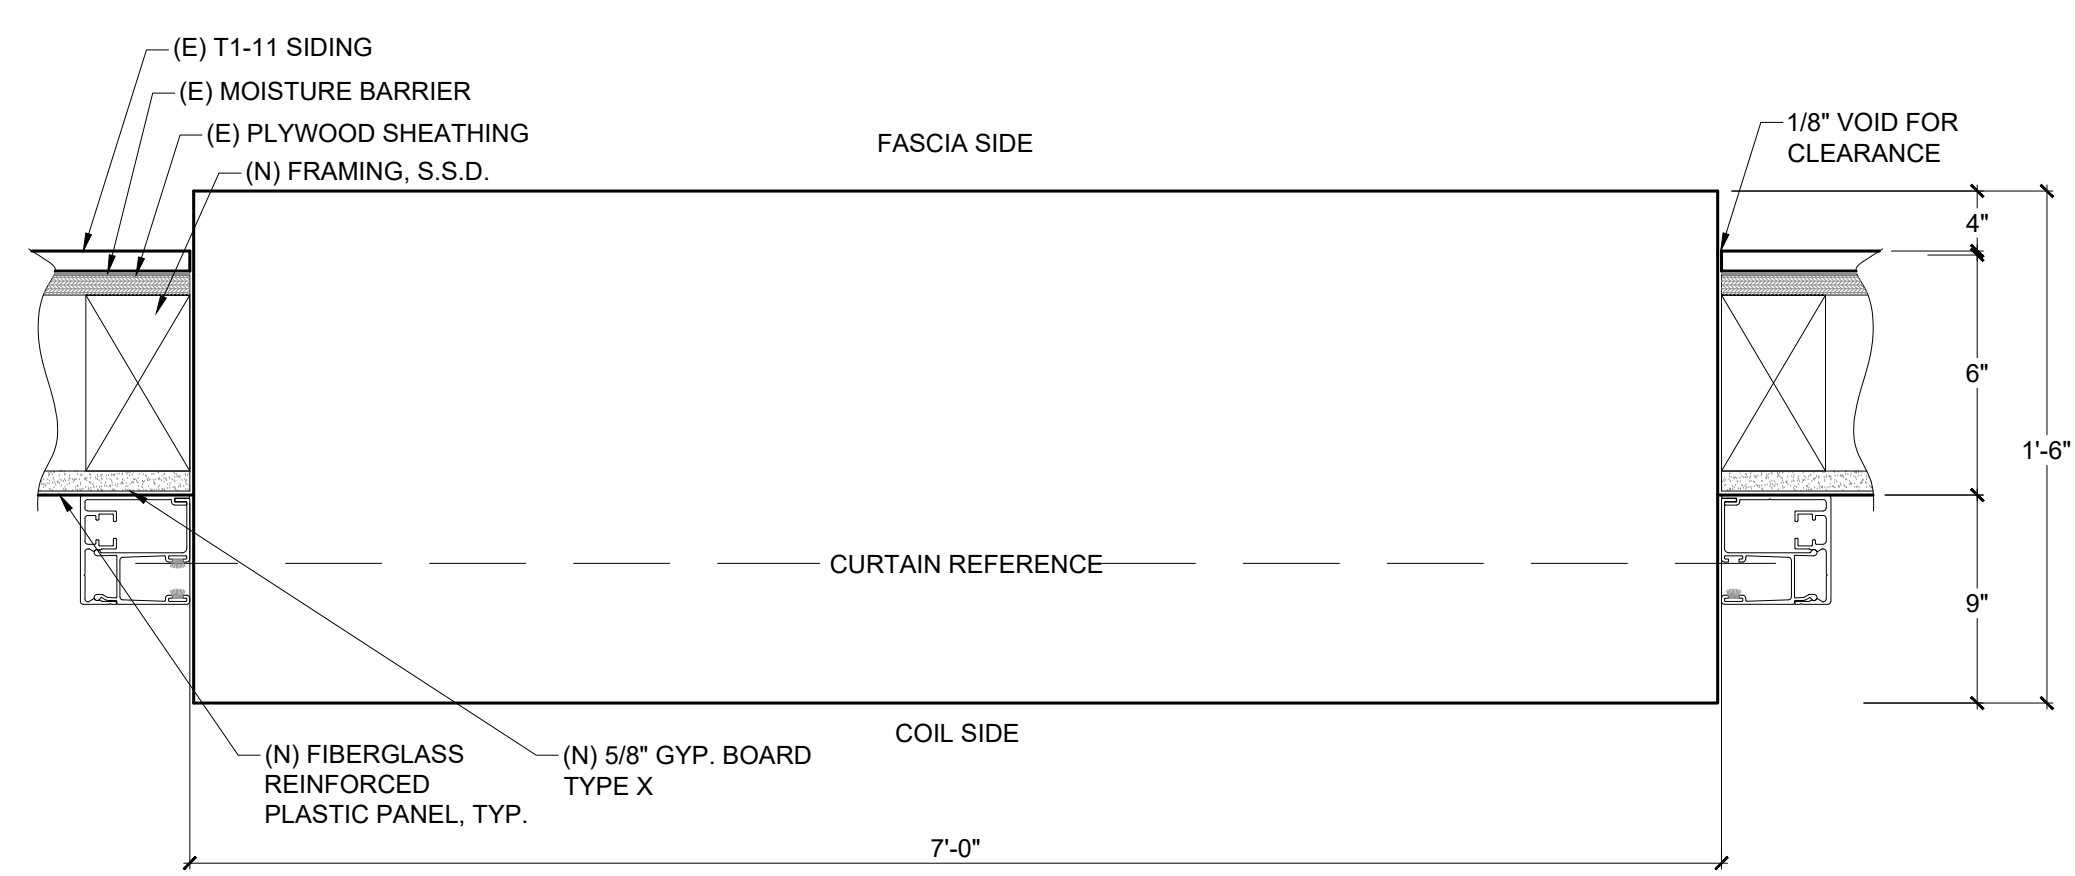 (E) T1-11 SIDING
(E) MOISTURE BARRIER
(E) PLYWOOD SHEATHING
(N) FRAMING, S.S.D.
FASCIA SIDE
1/8" VOID FOR
CLEARANCE
4"
6"
1'-6"
CURTAIN REFERENCE
9"
COIL SIDE
(N) FIBERGLASS
REINFORCED
PLASTIC PANEL, TYP.
(N) 5/8" GYP. BOARD
TYPE X
7'-0"